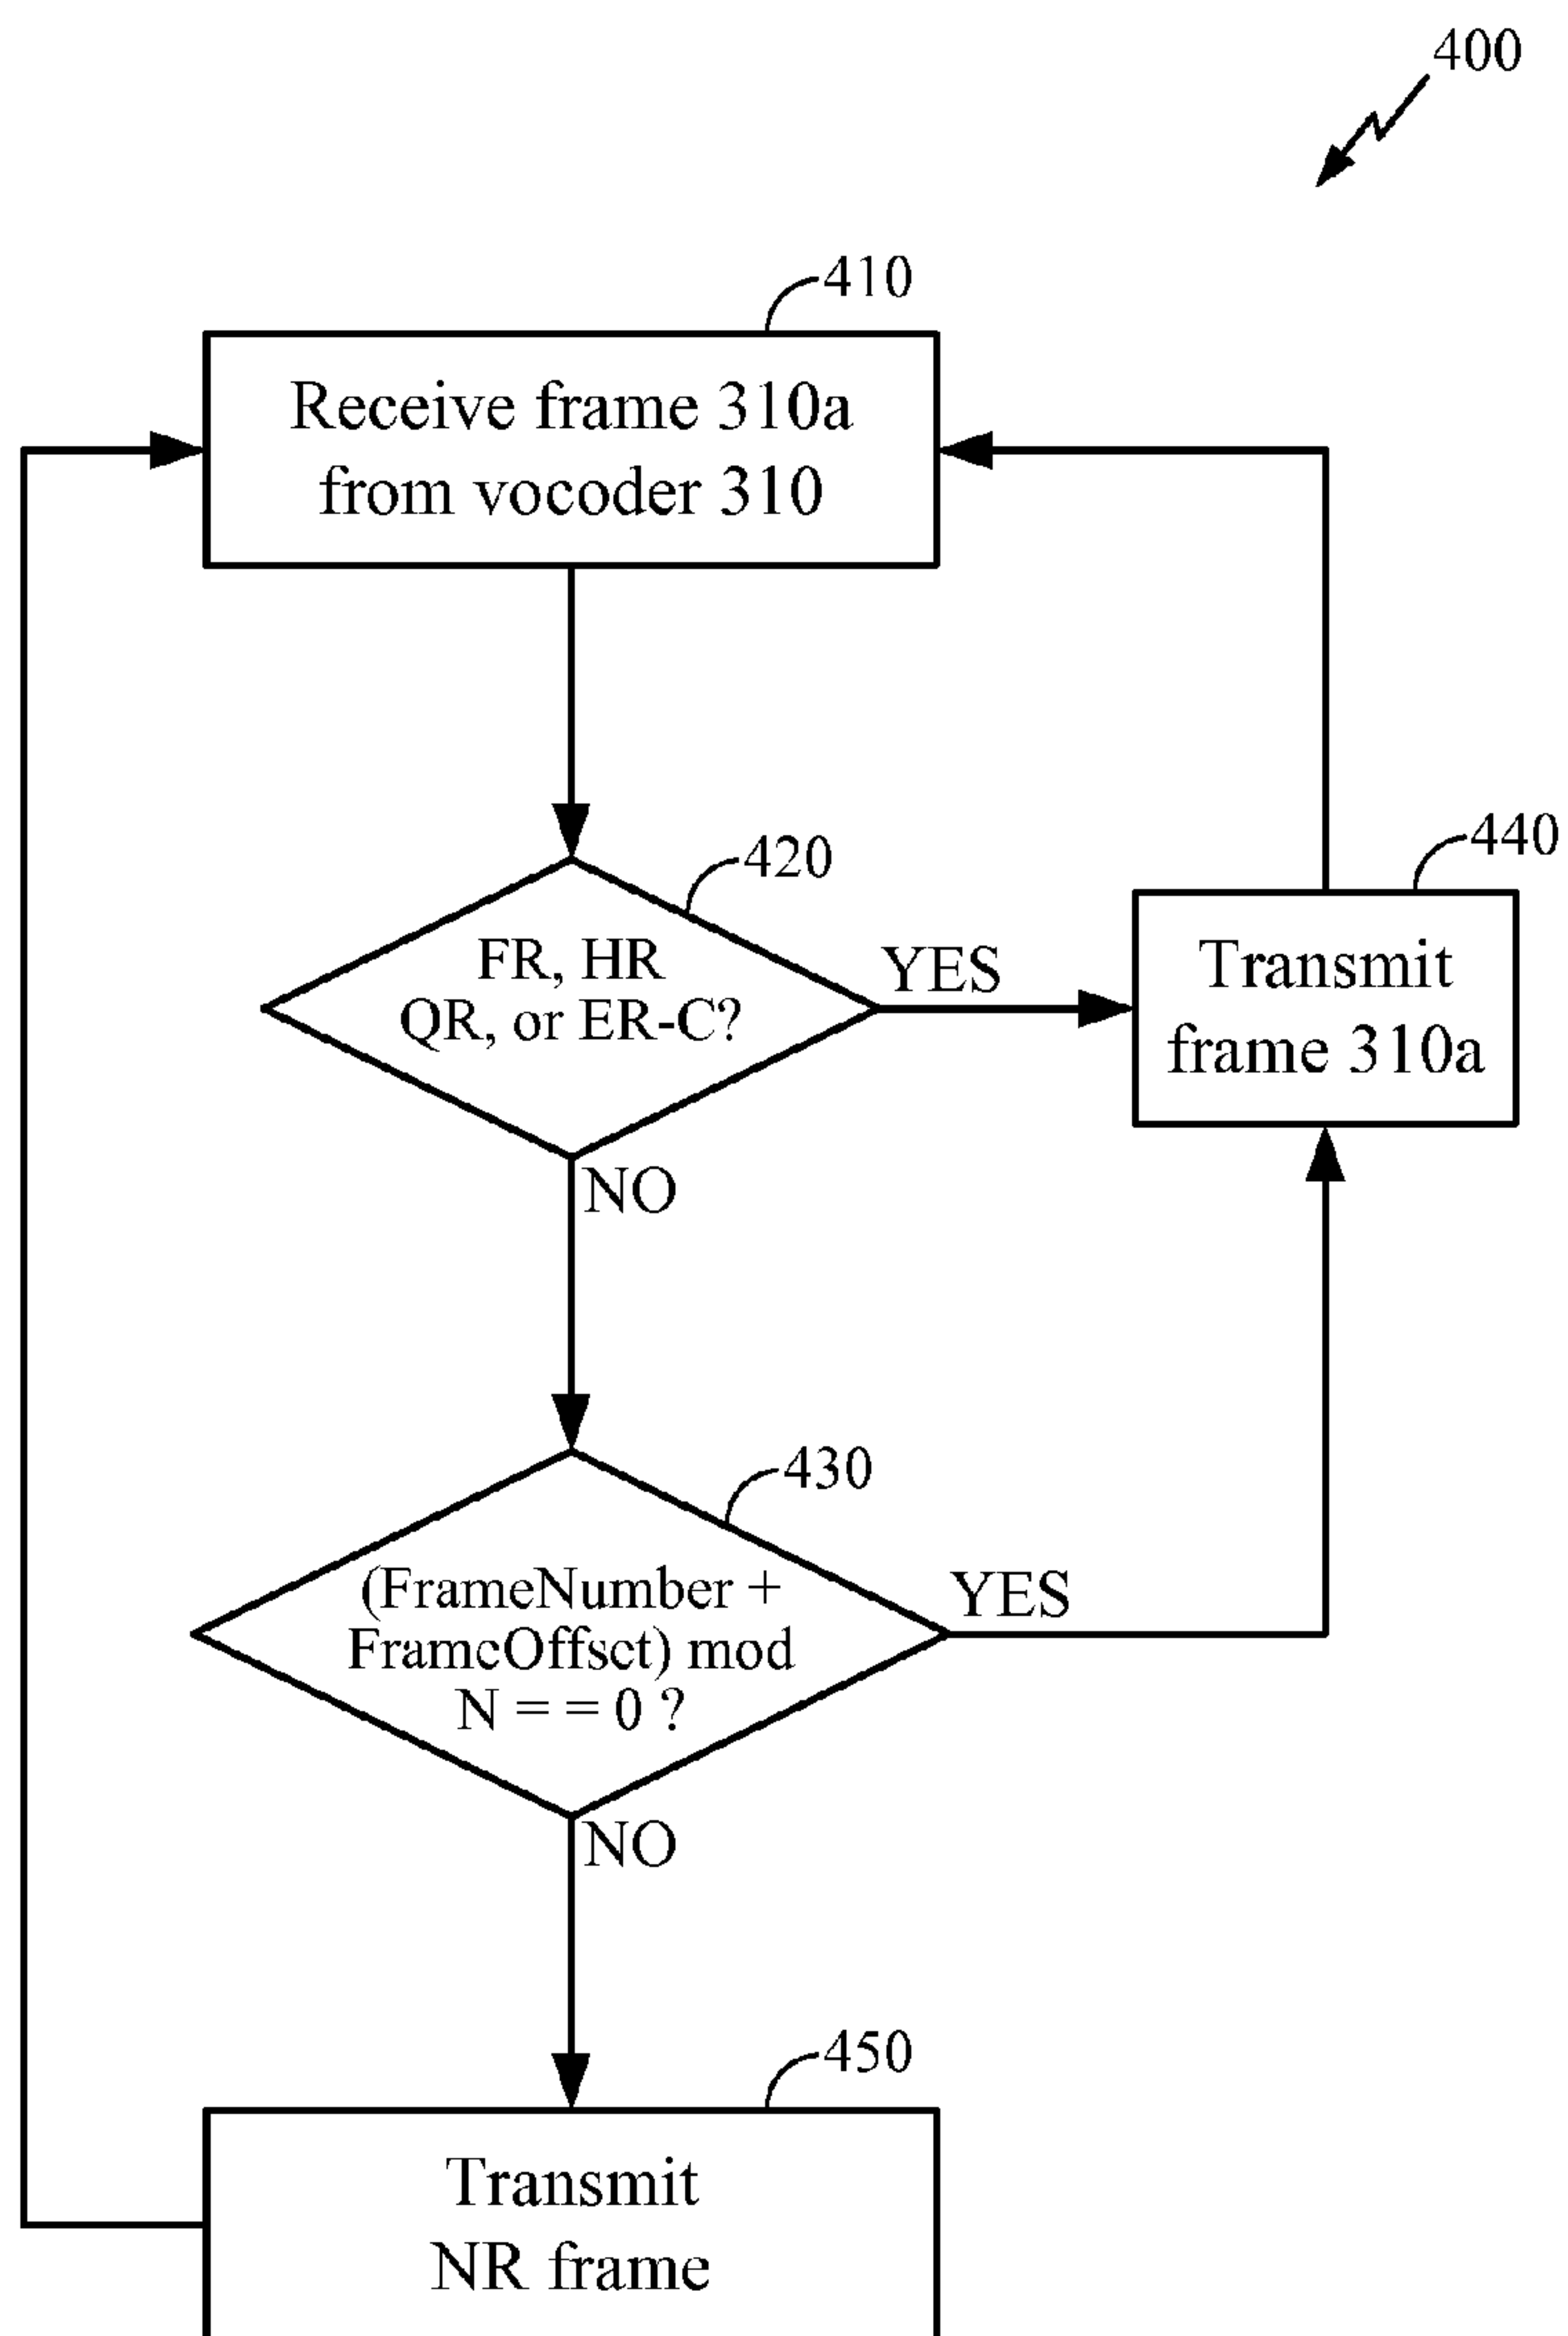 400
410
Receive frame 310a
from vocoder 310
420
FR, HR
QR, or ER-C?
YES
440
Transmit
frame 310a
NO
430
(FrameNumber +
FrameOffset) mod
N = = 0 ?
YES
NO
450
Transmit
NR frame